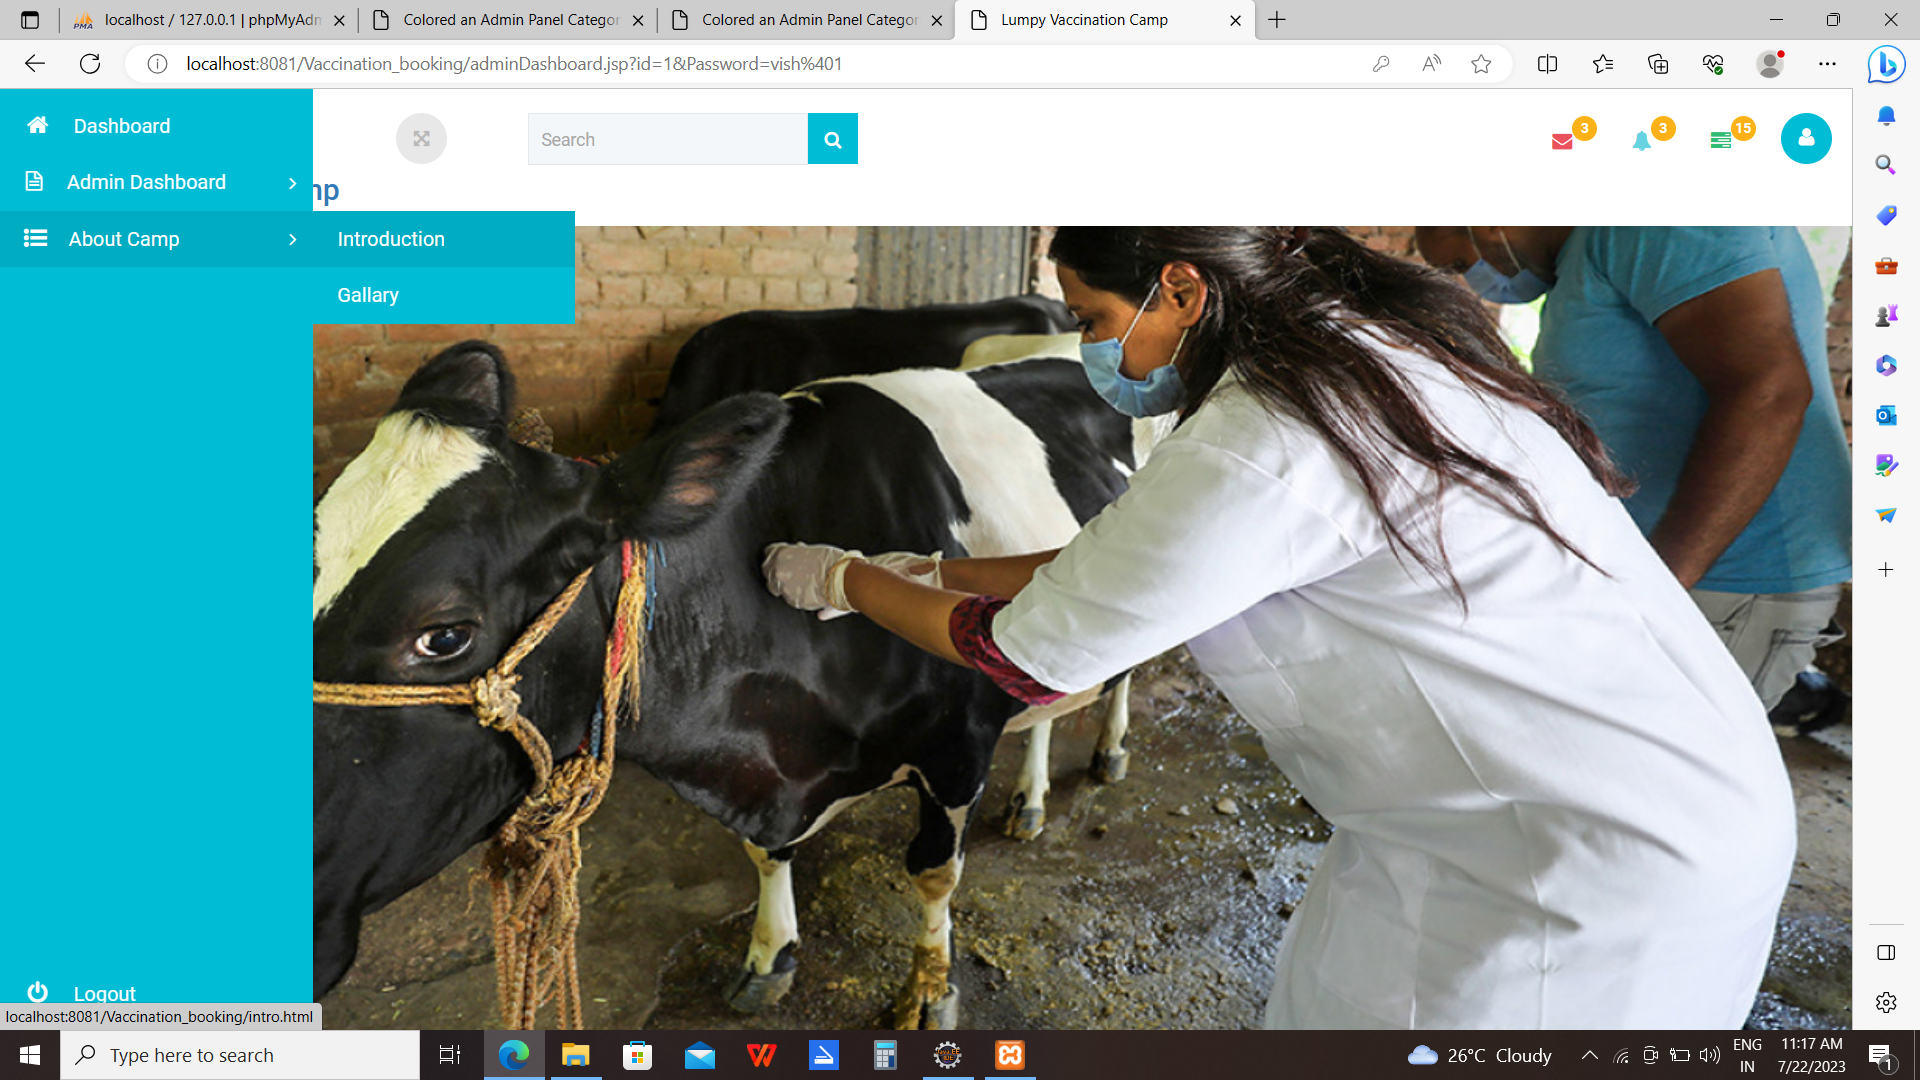 localhost / 127.0.0.1 | phpMyAdm
Colored an Admin Panel Categor
Colored an Admin Panel Categor
Lumpy Vaccination Camp
localhost:8081/Vaccination_booking/adminDashboard.jsp?id=1&Password=vish%401
Dashboard
Search
3
3
15
Admin Dashboard
mp
About Camp
Introduction
Gallary
Logout
localhost:8081/Vaccination_booking/intro.html
Type here to search
26°C Cloudy
ENG
IN
11:17 AM
7/22/2023
1